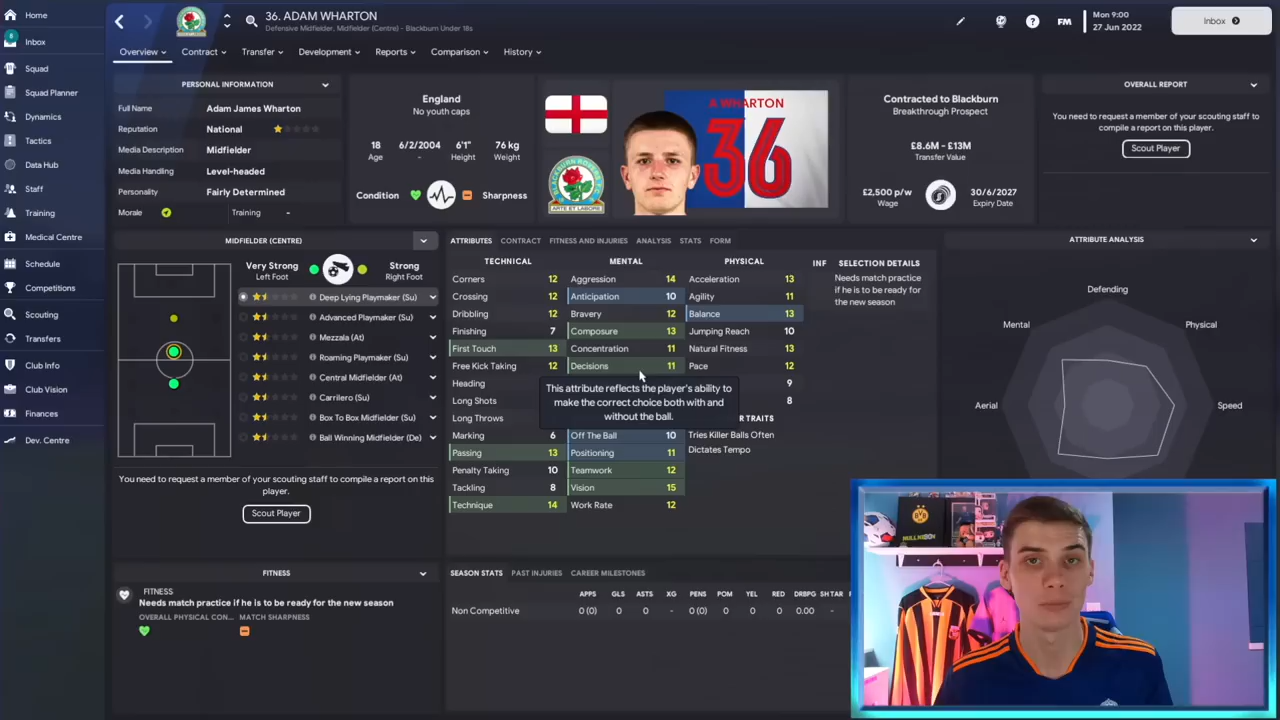 Home
Inbox
8
Squad
Squad Planner
Dynamics
Tactics
Data Hub
Staff
Training
Medical Centre
Schedule
Competitions
Scouting
Transfers
Club Info
Club Vision
Finances
Dev. Centre
36. ADAM WHARTON
Defensive Midfielder, Midfielder (Centre) - Blackburn Under 18s
FM
Mon 9:00
27 Jun 2022
Inbox
Overview
Contract
Transfer
Development
Reports
Comparison
History
PERSONAL INFORMATION
Full Name Adam James Wharton
Reputation National
Media Description Midfielder
Media Handling Level-headed
Personality Fairly Determined
Morale Training -
England
No youth caps
18 6/2/2004 6'1" 76 kg
Age - Height Weight
Condition Sharpness
A WHARTON
36
BLACKBURN ROVERS F.C.
ARTE ET LABORE
Contracted to Blackburn
Breakthrough Prospect
£8.6M - £13M
Transfer Value
£2,500 p/w 30/6/2027
Wage Expiry Date
OVERALL REPORT
You need to request a member of your scouting staff to
compile a report on this player.
Scout Player
MIDFIELDER (CENTRE)
Very Strong Strong
Left Foot Right Foot
Deep Lying Playmaker (Su)
Advanced Playmaker (Su)
Mezzala (At)
Roaming Playmaker (Su)
Central Midfielder (At)
Carrilero (Su)
Box To Box Midfielder (Su)
Ball Winning Midfielder (De)
You need to request a member of your scouting staff to compile a report on this
player.
Scout Player
ATTRIBUTES CONTRACT FITNESS AND INJURIES ANALYSIS STATS FORM
TECHNICAL
Corners 12
Crossing 12
Dribbling 12
Finishing 7
First Touch 13
Free Kick Taking 12
Heading
Long Shots
Long Throws
Marking 6
Passing 13
Penalty Taking 10
Tackling 8
Technique 14
MENTAL
Aggression 14
Anticipation 10
Bravery 12
Composure 13
Concentration 11
Decisions 11
This attribute reflects the player's ability to
make the correct choice both with and
without the ball.
Off The Ball 10
Positioning 11
Teamwork 12
Vision 15
Work Rate 12
PHYSICAL
Acceleration 13
Agility 11
Balance 13
Jumping Reach 10
Natural Fitness 13
Pace 12
9
8
R TRAITS
Tries Killer Balls Often
Dictates Tempo
INF SELECTION DETAILS
Needs match practice
if he is to be ready for
the new season
ATTRIBUTE ANALYSIS
Defending
Mental
Physical
Aerial
Speed
FITNESS
FITNESS
Needs match practice if he is to be ready for the new season
OVERALL PHYSICAL CON... MATCH SHARPNESS
SEASON STATS PAST INJURIES CAREER MILESTONES
APPS GLS ASTS XG PENS POM YEL RED DRBPG SH TAR
Non Competitive 0 (0) 0 0 - 0 (0) 0 0 0 0.00 -
BVB
09